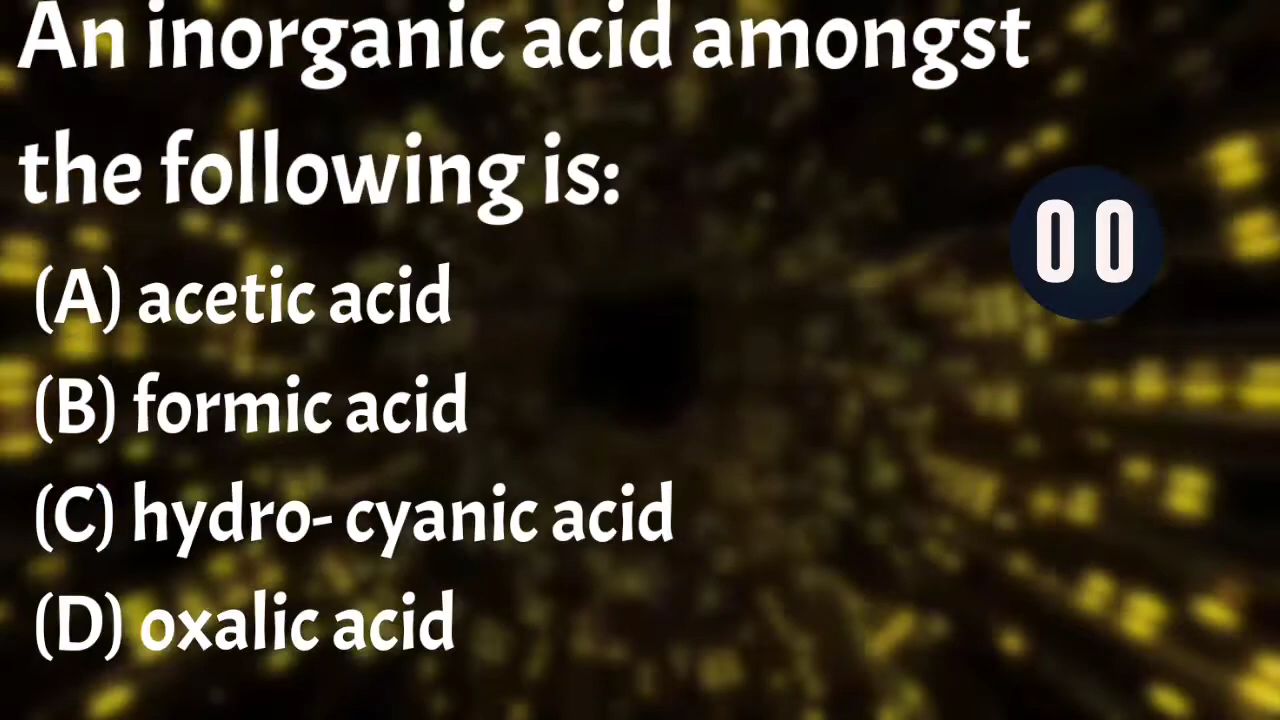 An inorganic acid amongst
the following is:
00
(A) acetic acid
(B) formic acid
(C) hydro- cyanic acid
(D) oxalic acid